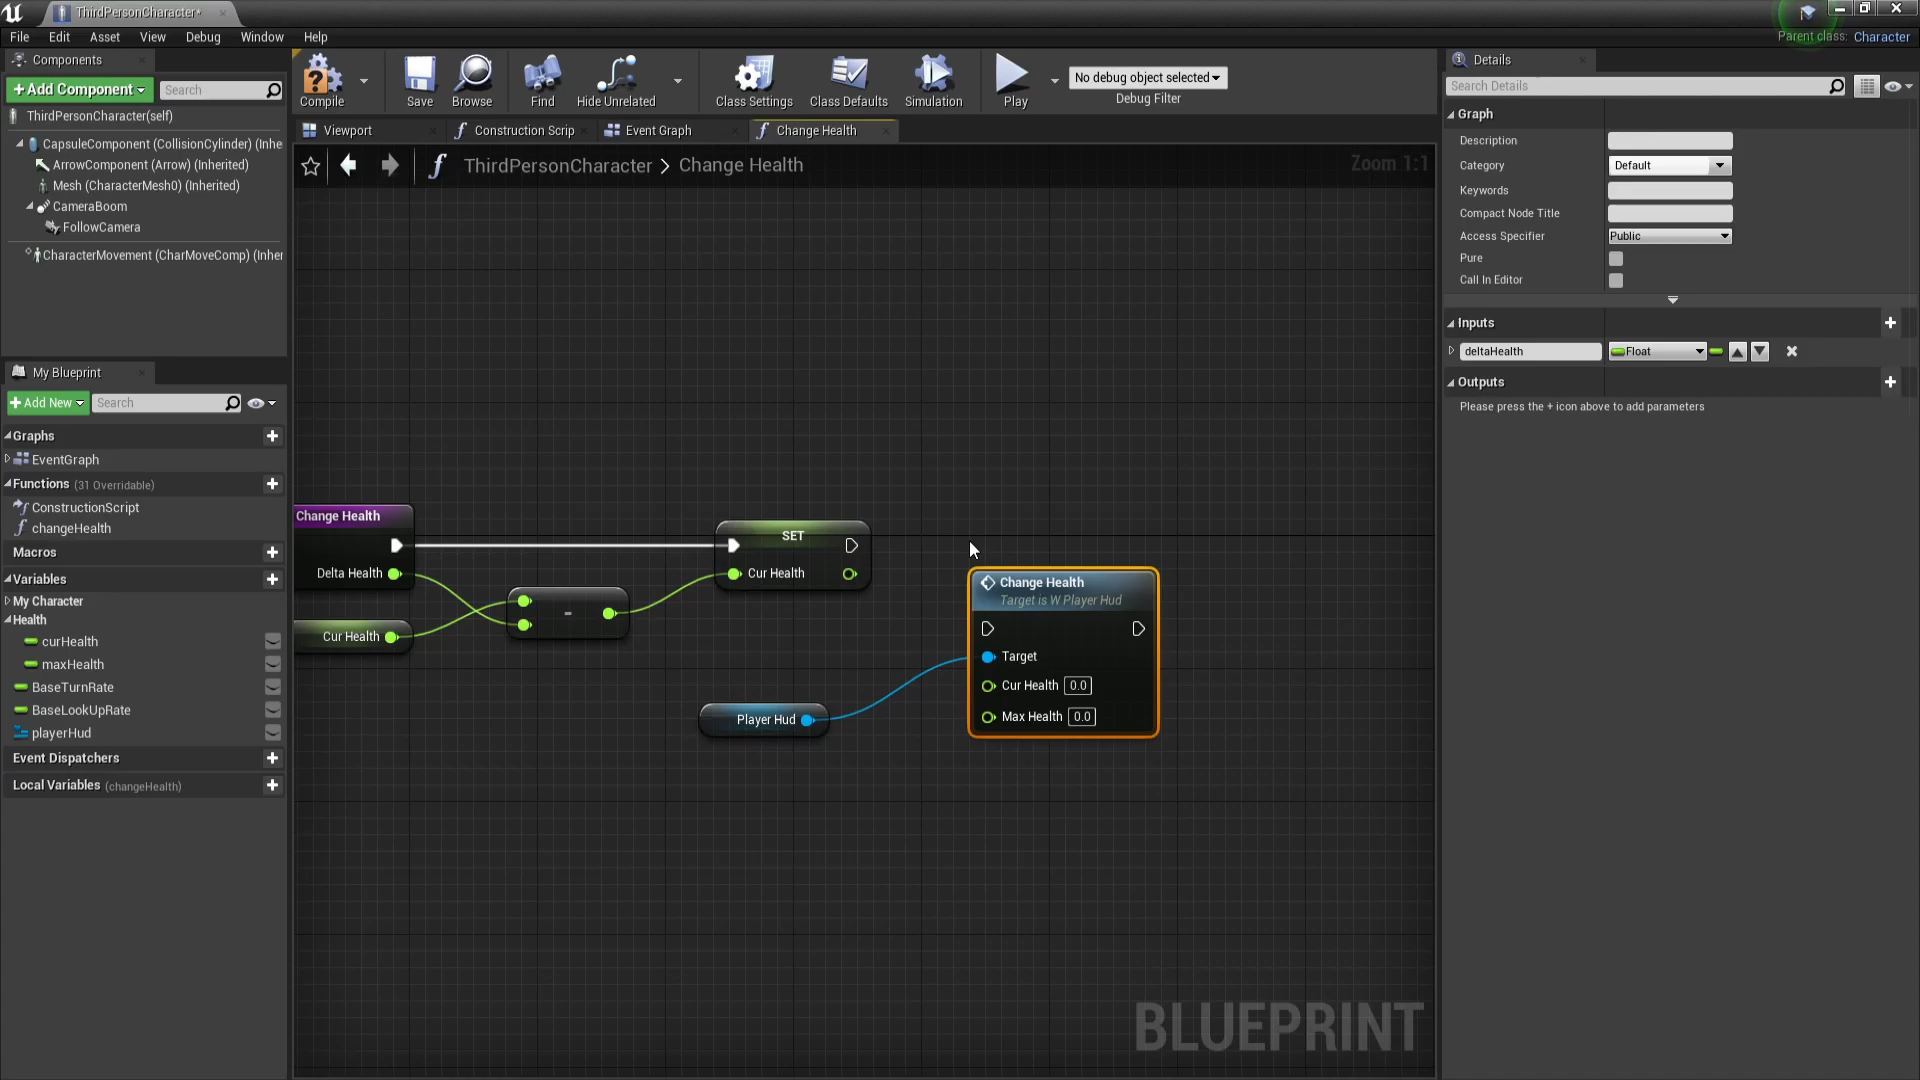 ThirdPersonCharacter*
File Edit Asset View Debug Window Help
Parent class: Character
Components
+Add Component
Search
ThirdPersonCharacter(self)
CapsuleComponent (CollisionCylinder) (Inhe
ArrowComponent (Arrow) (Inherited)
Mesh (CharacterMesh0) (Inherited)
CameraBoom
FollowCamera
CharacterMovement (CharMoveComp) (Inher
My Blueprint
+Add New
Search
Graphs
EventGraph
Functions (31 Overridable)
ConstructionScript
changeHealth
Macros
Variables
My Character
Health
curHealth
maxHealth
BaseTurnRate
BaseLookUpRate
playerHud
Event Dispatchers
Local Variables (changeHealth)
Compile
Save
Browse
Find
Hide Unrelated
Class Settings
Class Defaults
Simulation
Play
No debug object selected
Debug Filter
Viewport
Construction Scrip
Event Graph
Change Health
ThirdPersonCharacter > Change Health
Zoom 1:1
Change Health
Delta Health
Cur Health
-
SET
Cur Health
Player Hud
Change Health
Target is W Player Hud
Target
Cur Health 0.0
Max Health 0.0
BLUEPRINT
Details
Search Details
Graph
Description
Category Default
Keywords
Compact Node Title
Access Specifier Public
Pure
Call In Editor
Inputs
deltaHealth Float
Outputs
Please press the + icon above to add parameters